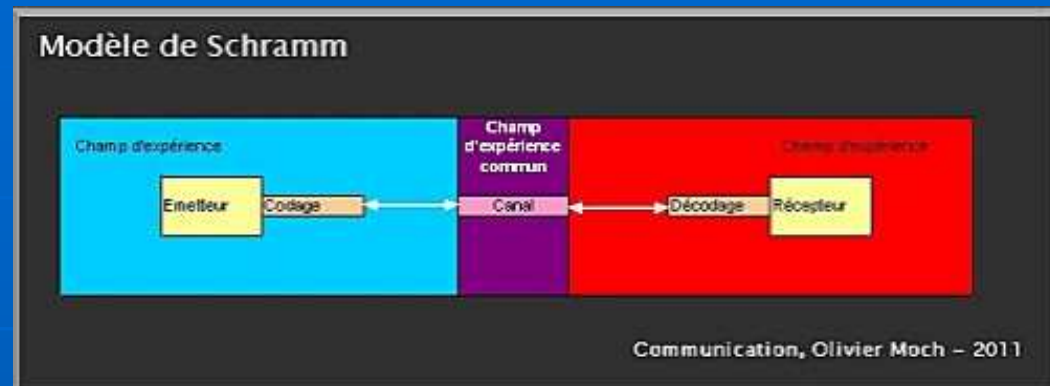 Modèle de Schramm
Champ d'expérience
Champ
d'expérience
commun
Champ d'expérience
Emetteur
Codage
Canal
Décodage
Récepteur
Communication, Olivier Moch – 2011